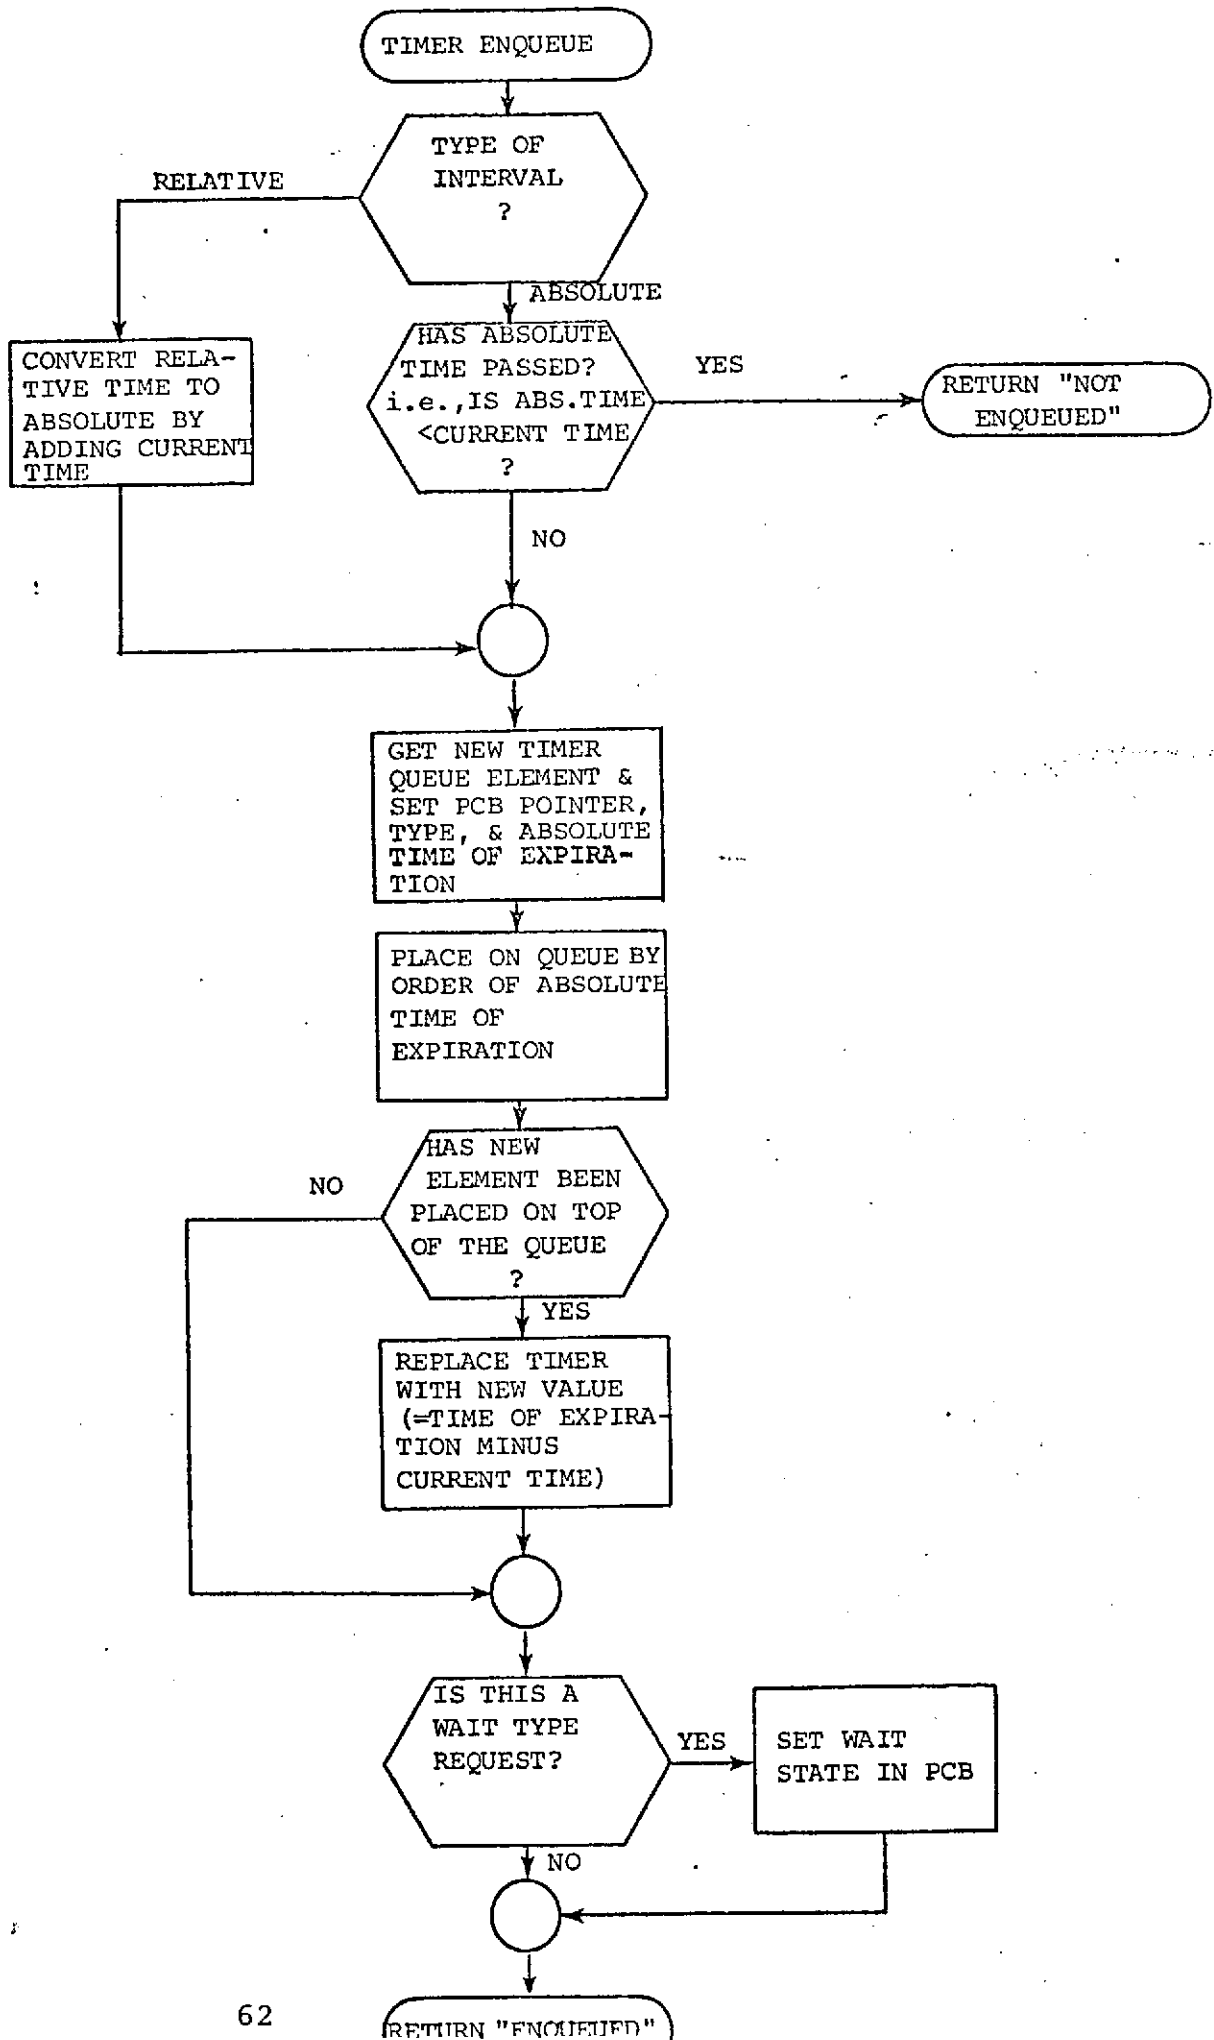 TIMER ENQUEUE
TYPE OF
INTERVAL
?
RELATIVE
ABSOLUTE
CONVERT RELA-
TIVE TIME TO
ABSOLUTE BY
ADDING CURRENT
TIME
HAS ABSOLUTE
TIME PASSED?
i.e.,IS ABS.TIME
<CURRENT TIME
?
YES
RETURN "NOT
ENQUEUED"
NO
GET NEW TIMER
QUEUE ELEMENT &
SET PCB POINTER,
TYPE, & ABSOLUTE
TIME OF EXPIRA-
TION
PLACE ON QUEUE BY
ORDER OF ABSOLUTE
TIME OF
EXPIRATION
HAS NEW
ELEMENT BEEN
PLACED ON TOP
OF THE QUEUE
?
NO
YES
REPLACE TIMER
WITH NEW VALUE
(=TIME OF EXPIRA-
TION MINUS
CURRENT TIME)
IS THIS A
WAIT TYPE
REQUEST?
YES
SET WAIT
STATE IN PCB
NO
62
RETURN "ENQUEUED"